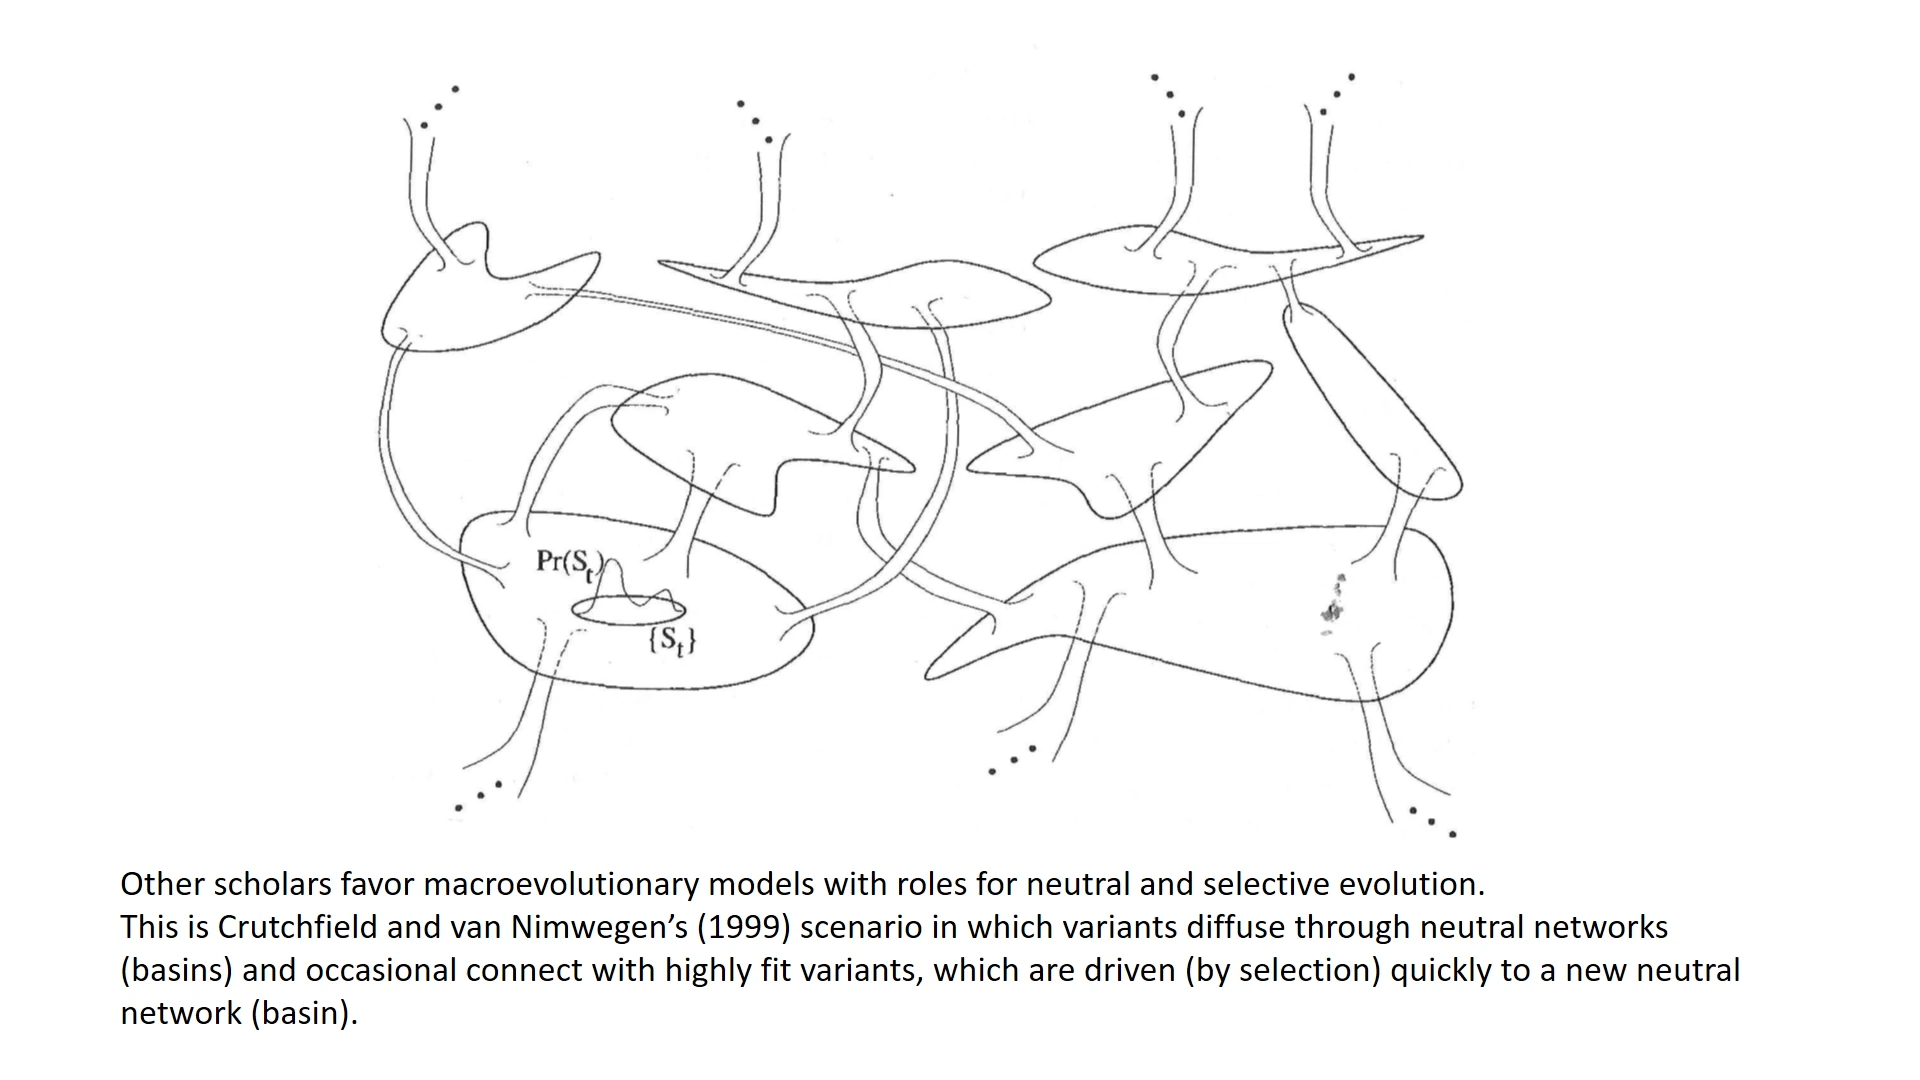 Pr(St)
{St}
Other scholars favor macroevolutionary models with roles for neutral and selective evolution.
This is Crutchfield and van Nimwegen’s (1999) scenario in which variants diffuse through neutral networks
(basins) and occasional connect with highly fit variants, which are driven (by selection) quickly to a new neutral
network (basin).